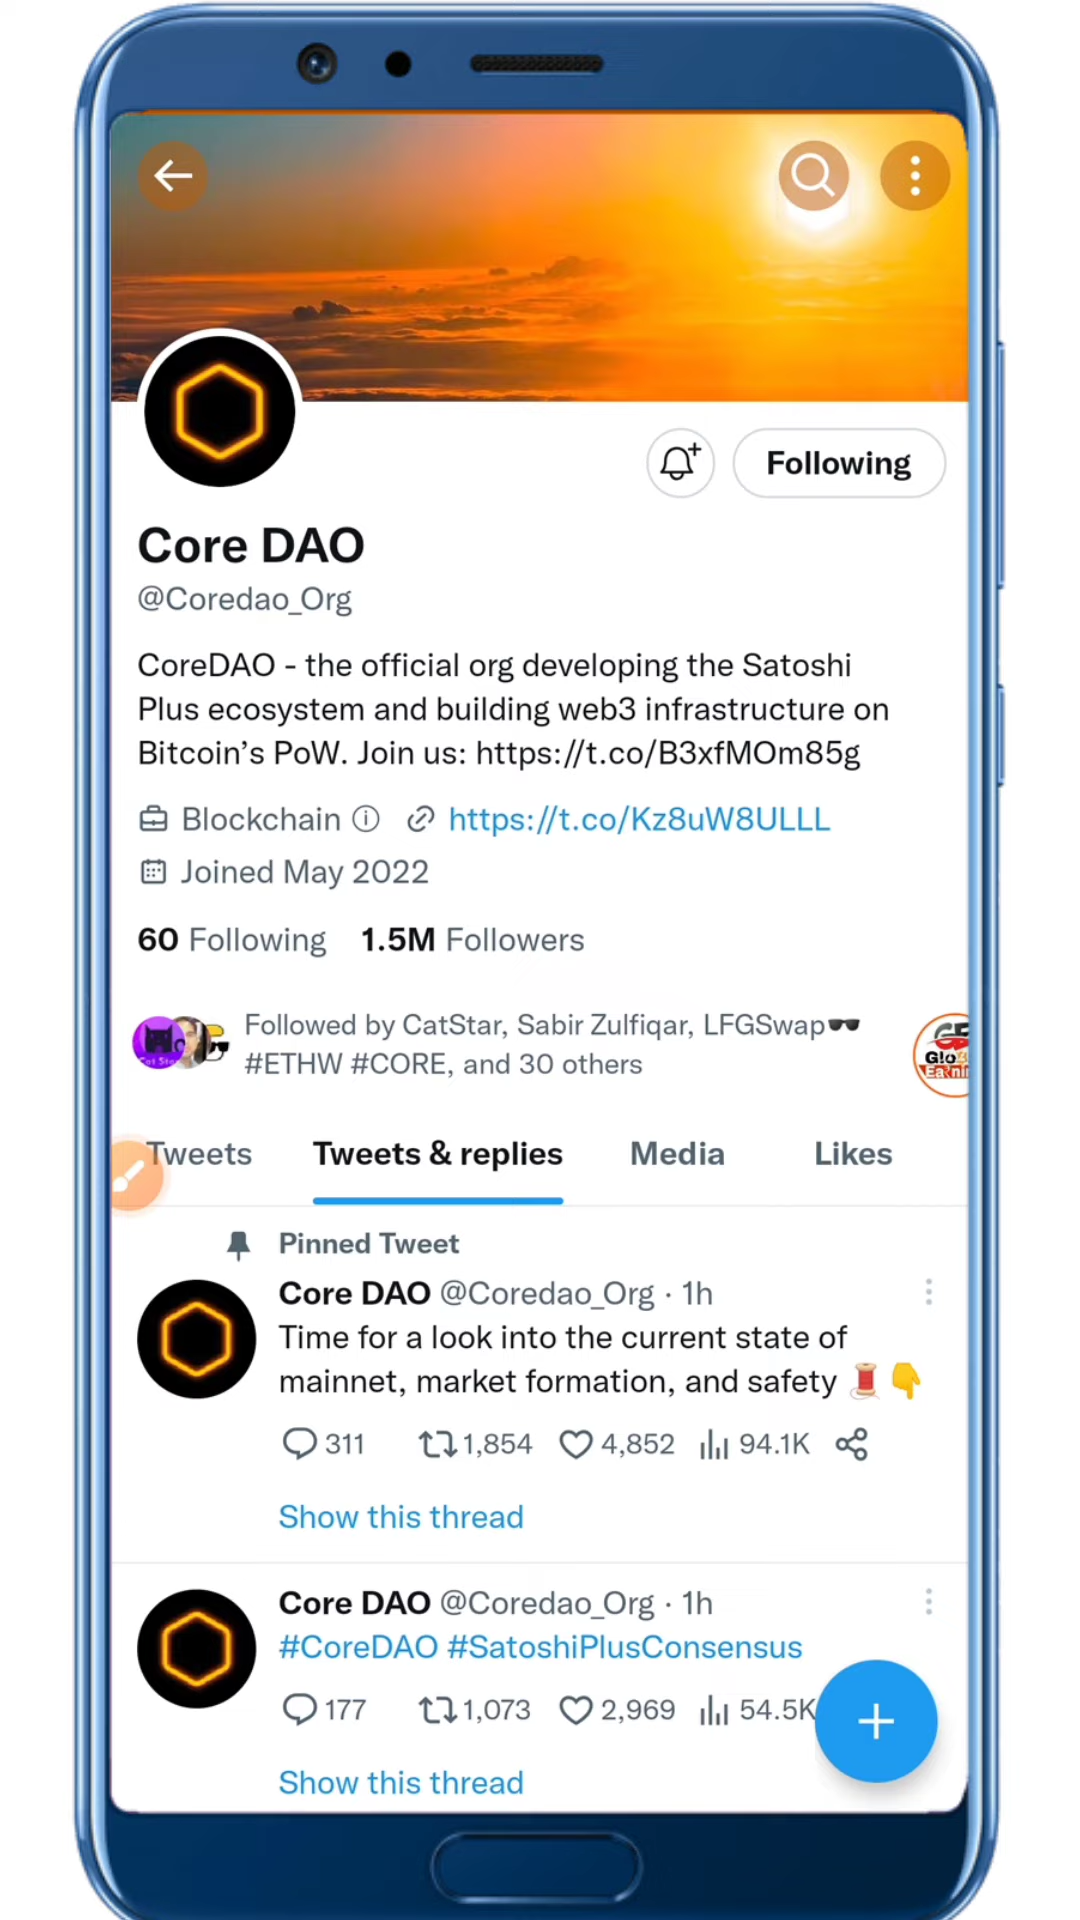 Following
Core DAO
@Coredao_Org
CoreDAO - the official org developing the Satoshi
Plus ecosystem and building web3 infrastructure on
Bitcoin’s PoW. Join us: https://t.co/B3xfMOm85g
Blockchain https://t.co/Kz8uW8ULLL
Joined May 2022
60 Following 1.5M Followers
Followed by CatStar, Sabir Zulfiqar, LFGSwap🕶️
#ETHW #CORE, and 30 others
Tweets Tweets & replies Media Likes
Pinned Tweet
Core DAO @Coredao_Org · 1h
Time for a look into the current state of
mainnet, market formation, and safety 🧵👇
311 1,854 4,852 94.1K
Show this thread
Core DAO @Coredao_Org · 1h
#CoreDAO #SatoshiPlusConsensus
177 1,073 2,969 54.5K
Show this thread